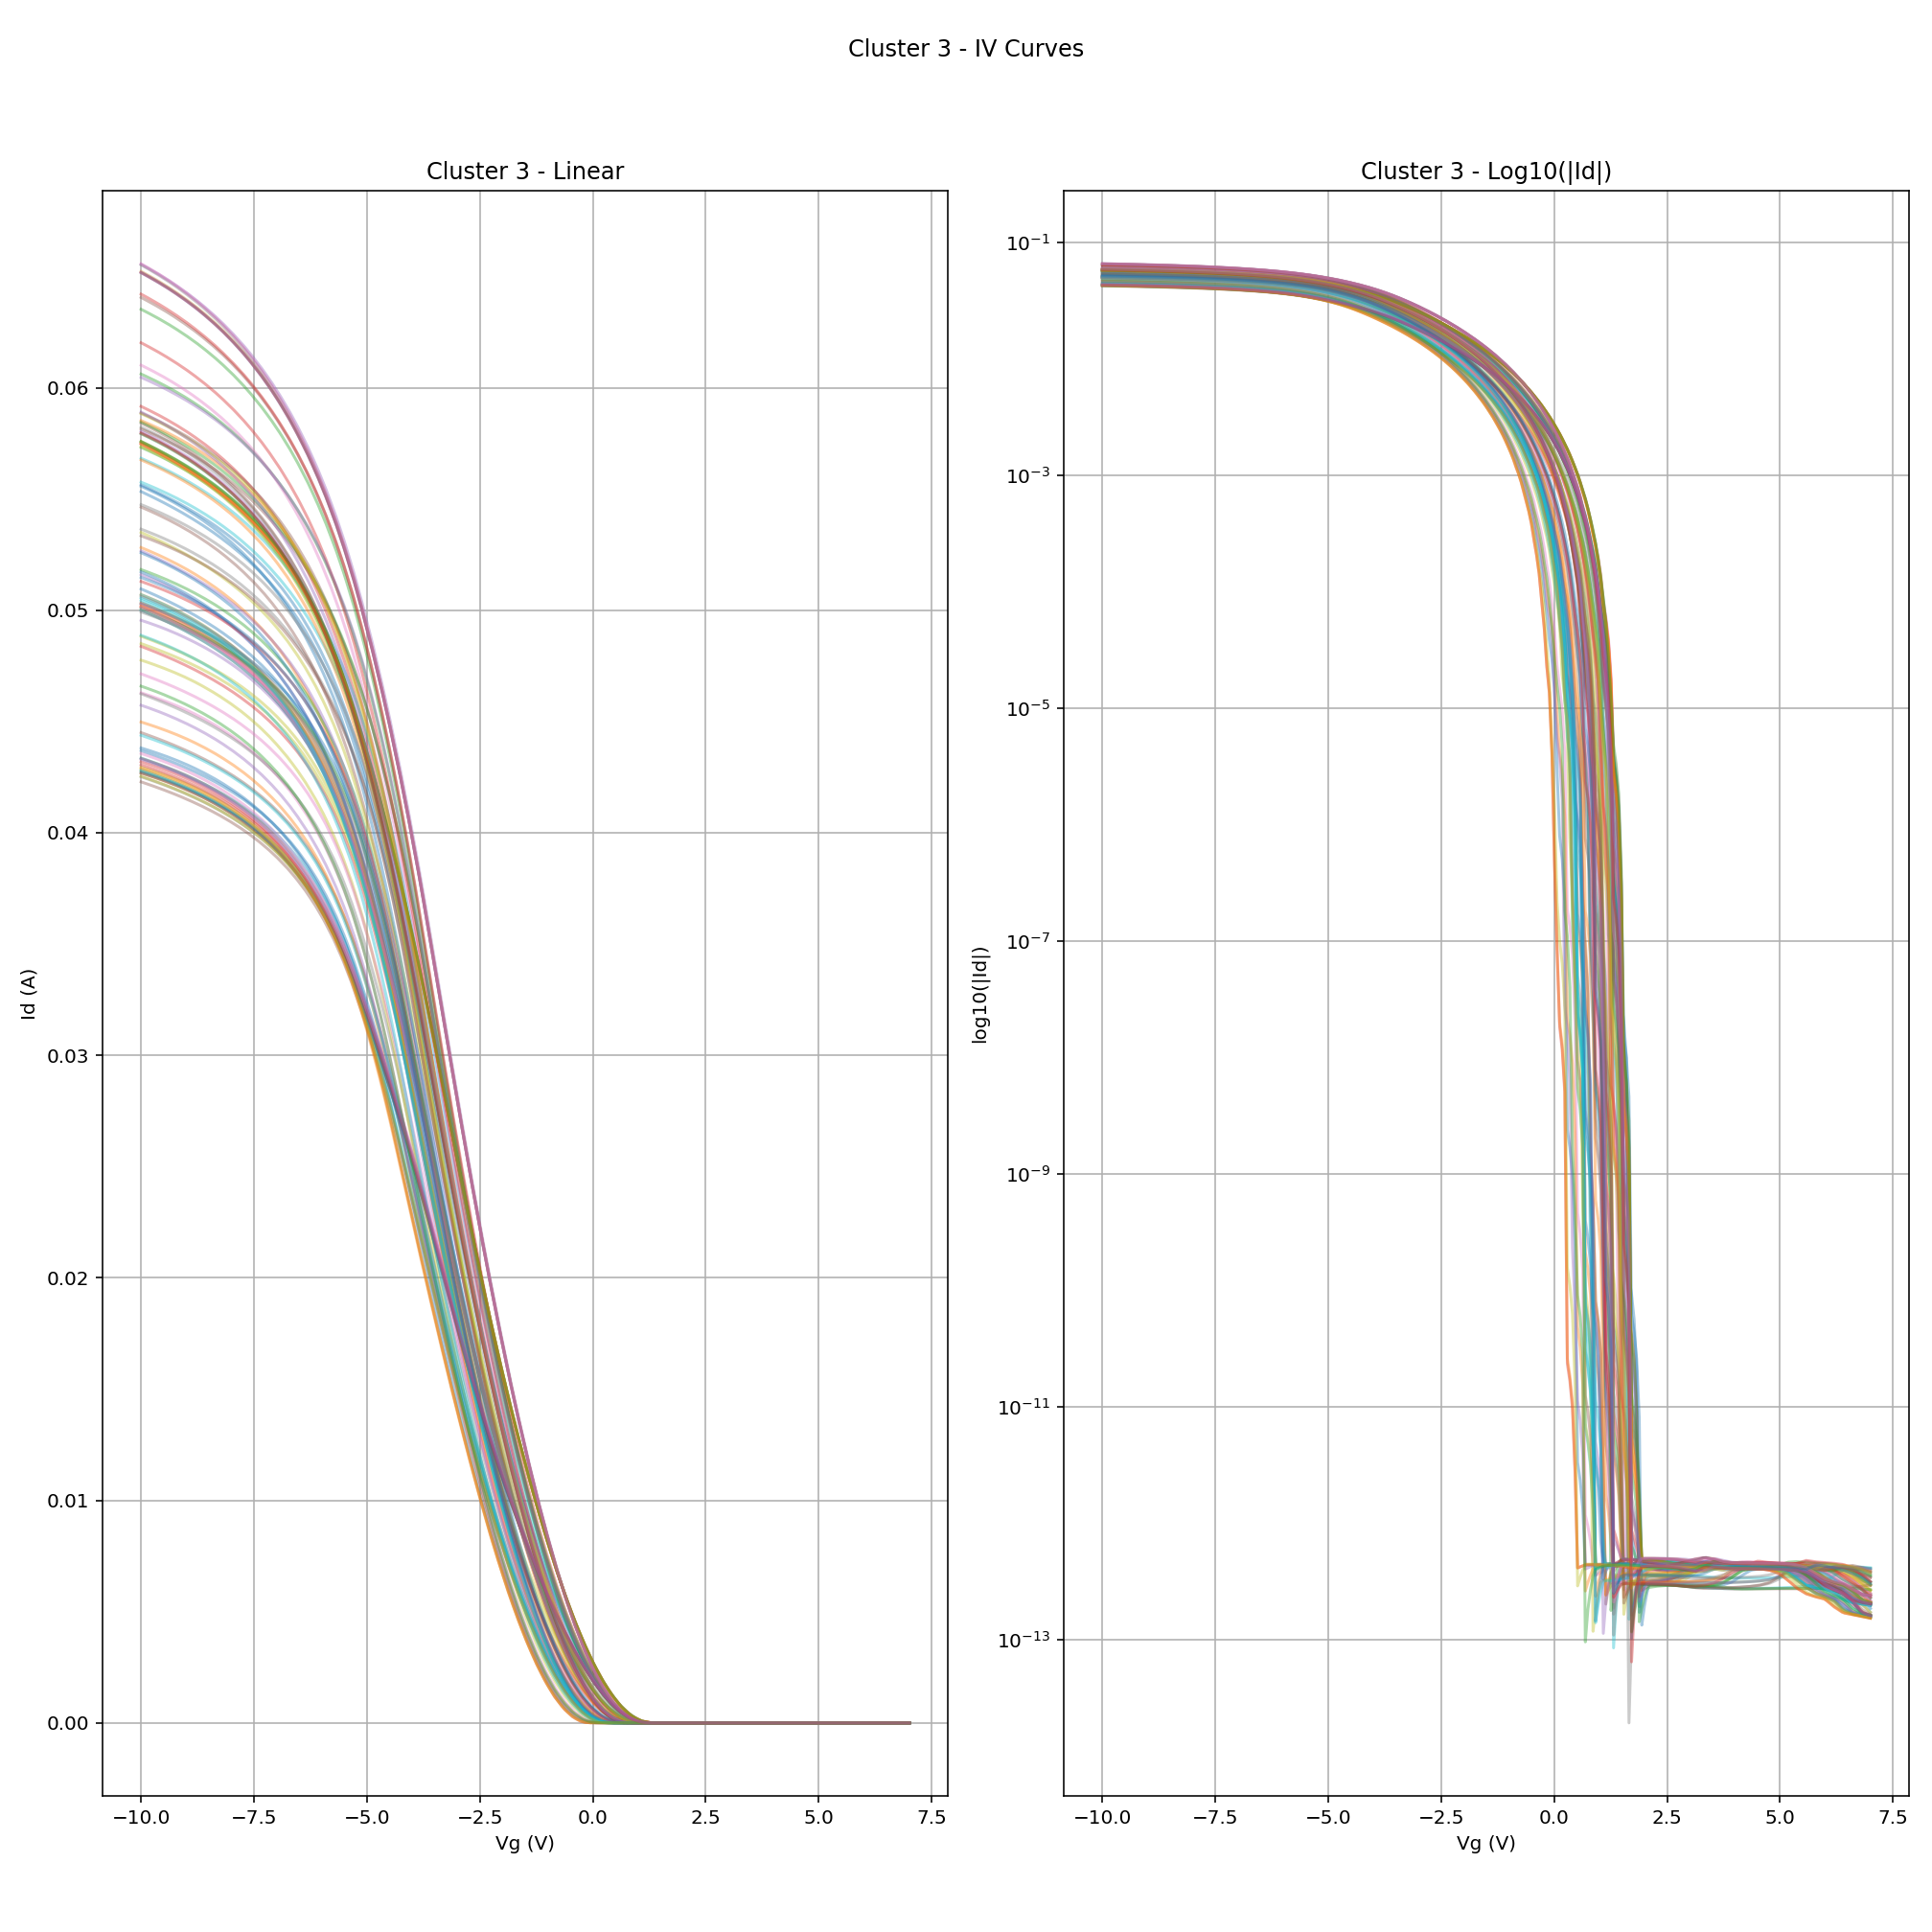 Cluster 3 - IV Curves
Cluster 3 - Linear
Id (A)
0.06
0.05
0.04
0.03
0.02
0.01
0.00
−10.0 −7.5 −5.0 −2.5 0.0 2.5 5.0 7.5
Vg (V)
Cluster 3 - Log10(|Id|)
log10(|Id|)
10⁻¹
10⁻³
10⁻⁵
10⁻⁷
10⁻⁹
10⁻¹¹
10⁻¹³
−10.0 −7.5 −5.0 −2.5 0.0 2.5 5.0 7.5
Vg (V)